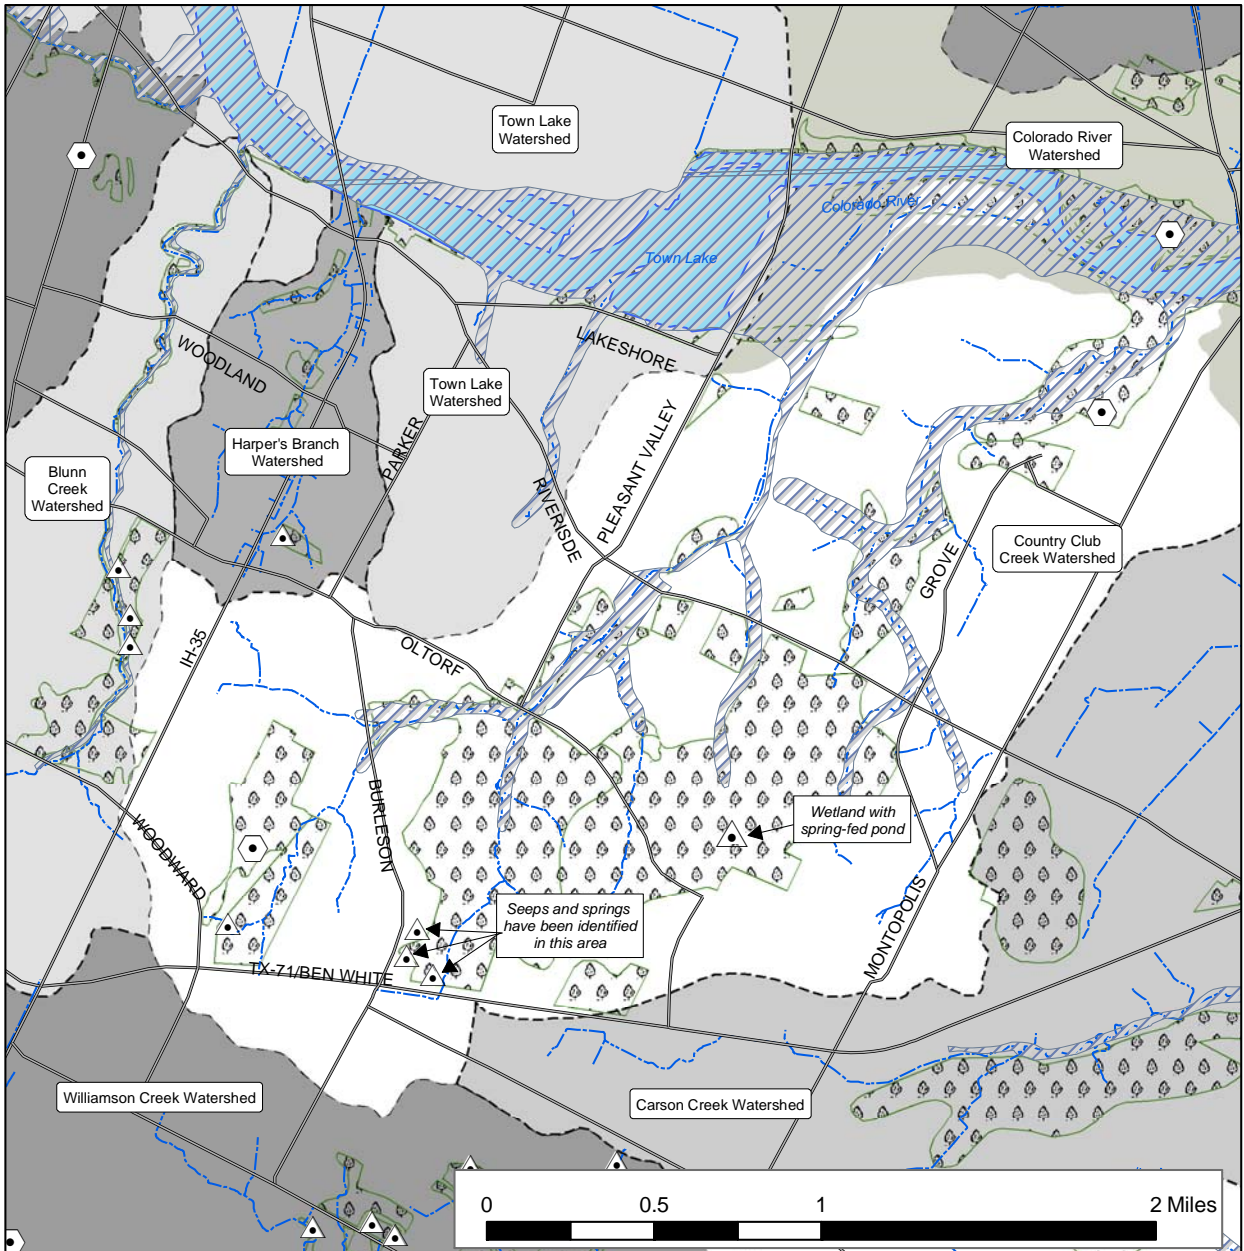 Town Lake
Watershed
Colorado River
Watershed
Colorado River
Town Lake
LAKESHORE
WOODLAND
Town Lake
Watershed
PARKER
PLEASANT VALLEY
Harper's Branch
Watershed
Blunn
Creek
Watershed
RIVERISDE
Country Club
Creek Watershed
GROVE
IH-35
OLTORF
BURLESON
WOODWARD
Wetland with
spring-fed pond
Seeps and springs
have been identified
in this area
MONTOPOLIS
TX-71/BEN WHITE
Williamson Creek Watershed
Carson Creek Watershed
0 0.5 1 2 Miles